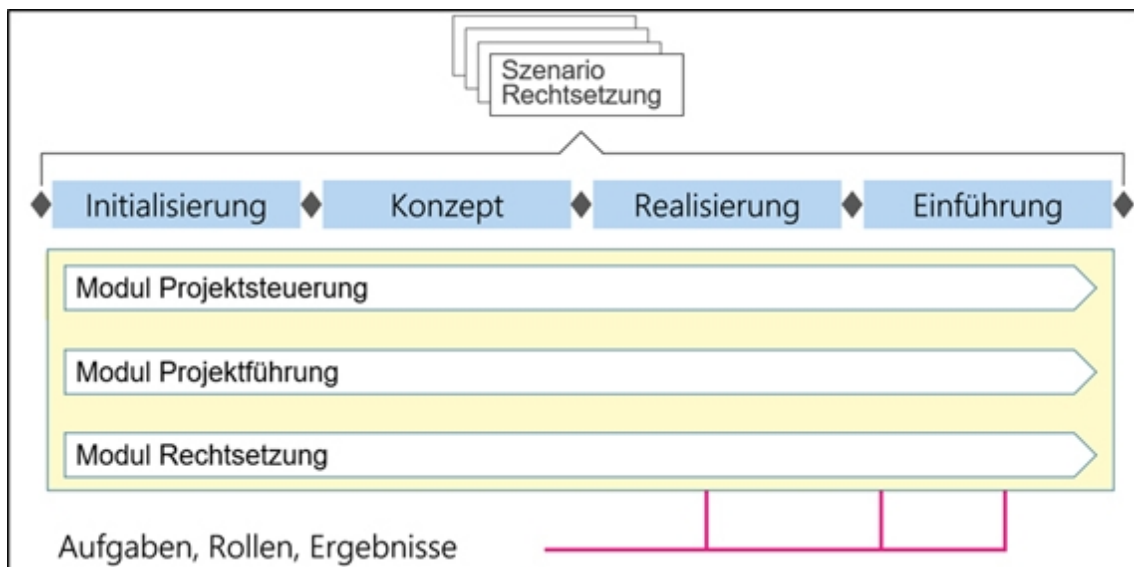 Szenario
Rechtsetzung
Initialisierung
Konzept
Realisierung
Einführung
Modul Projektsteuerung
Modul Projektführung
Modul Rechtsetzung
Aufgaben, Rollen, Ergebnisse